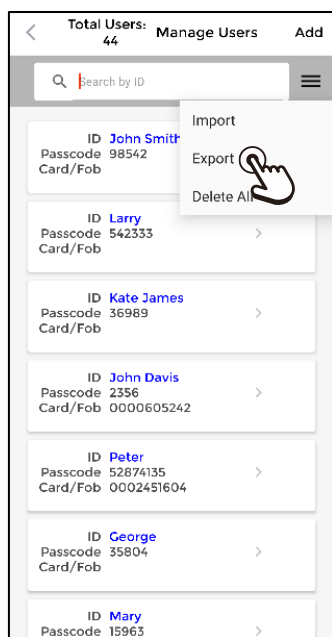 Total Users: 44
Manage Users
Add
Search by ID
Import
Export
Delete All
ID John Smith
Passcode 98542
Card/Fob
ID Larry
Passcode 542333
Card/Fob
ID Kate James
Passcode 36989
Card/Fob
ID John Davis
Passcode 2356
Card/Fob 0000605242
ID Peter
Passcode 52874135
Card/Fob 0002451604
ID George
Passcode 35804
Card/Fob
ID Mary
Passcode 15963